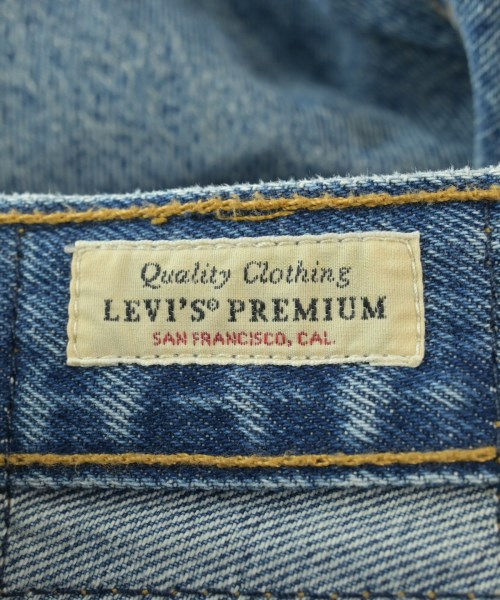 Quality Clothing
LEVI'S® PREMIUM
SAN FRANCISCO, CAL.